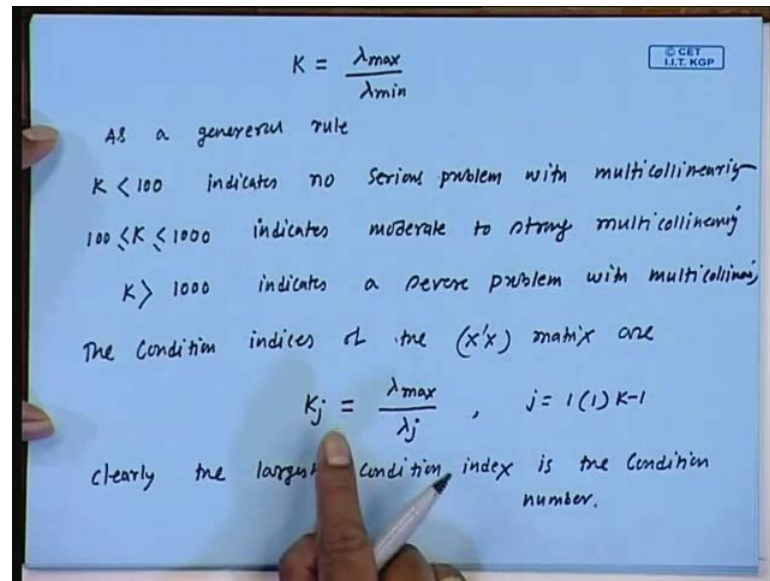 K = λmax / λmin
© CET
I.I.T. KGP
As a genererul rule
K < 100 indicates no serious problem with multicollinearity
100 ≤ K ≤ 1000 indicates moderate to strong multicollinearity
K > 1000 indicates a severe problem with multicollinearity
The Condition indices of the (x'x) matrix are
Kj = λmax / λj , j = 1(1) K-1
clearly the largest condition index is the Condition
number.